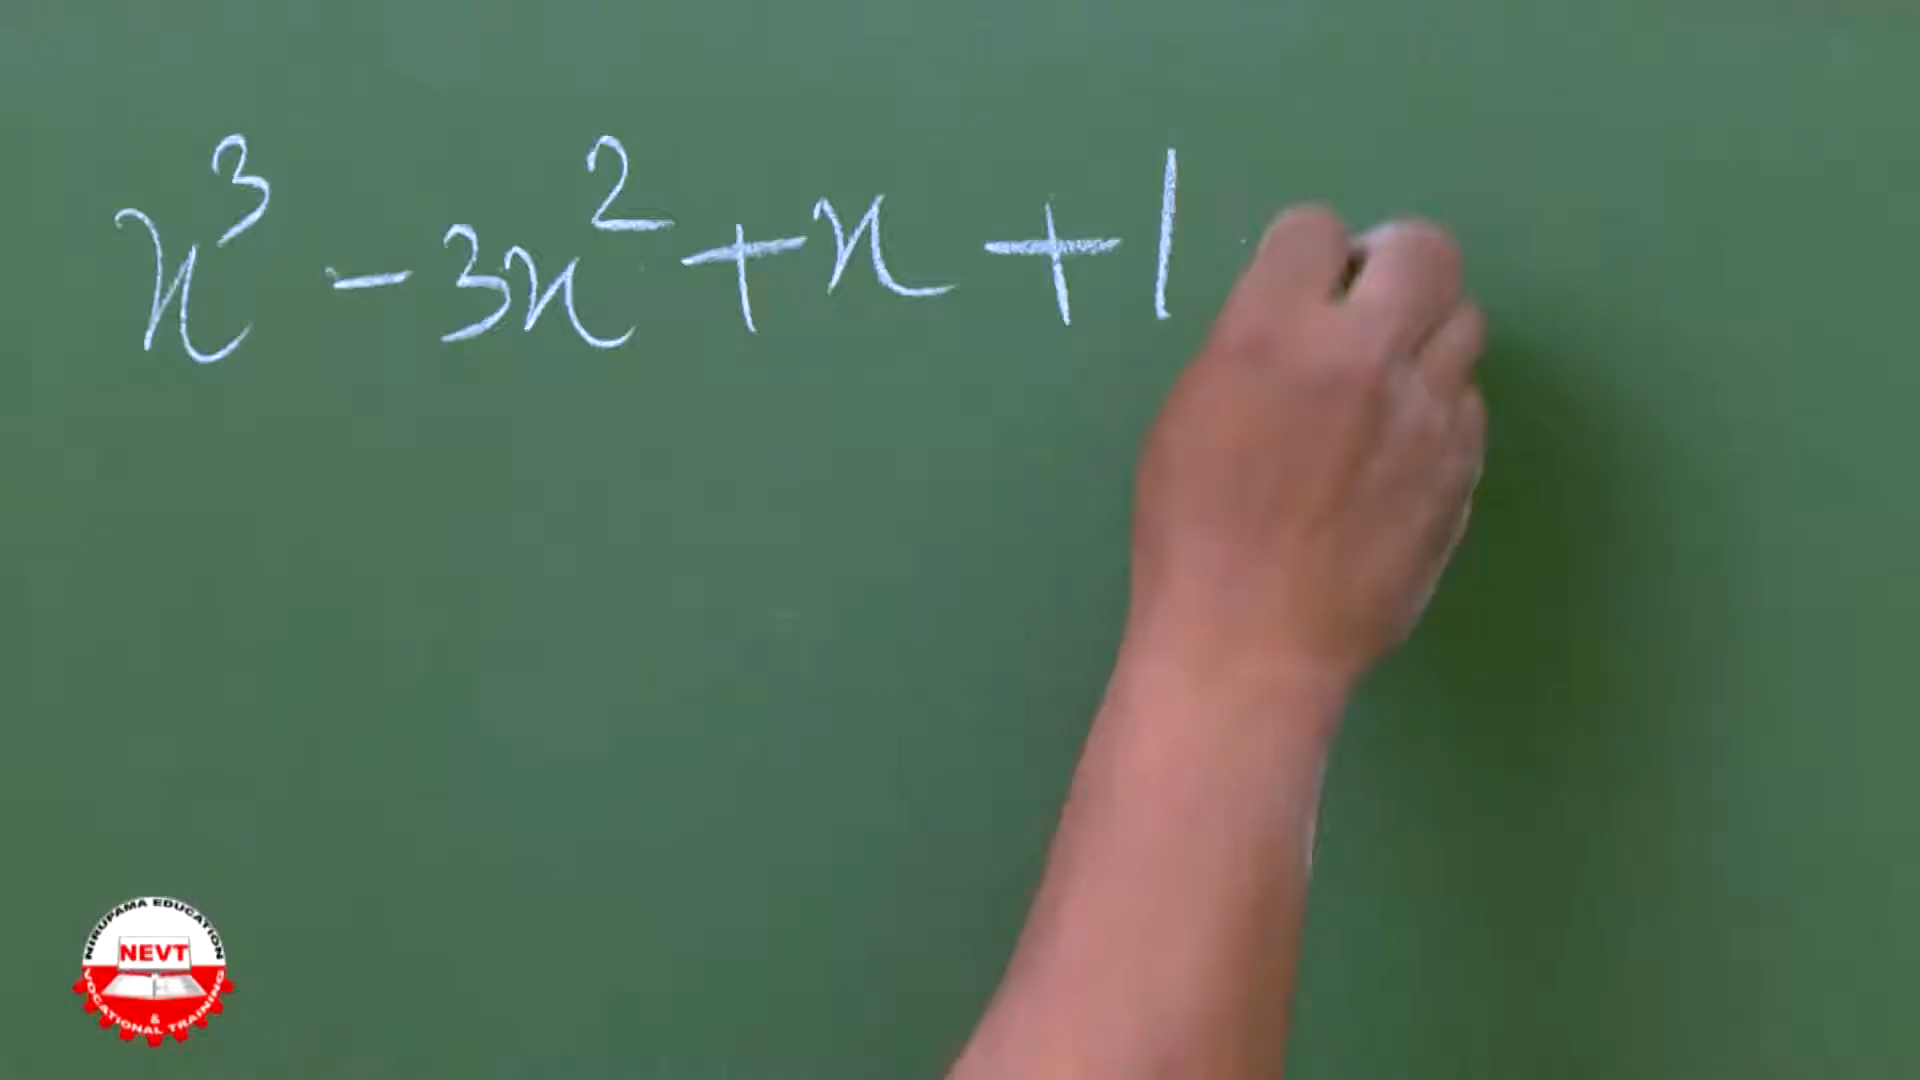 x³ - 3x² + x + 1
NIRUPAMA EDUCATION
NEVT
&
VOCATIONAL TRAINING